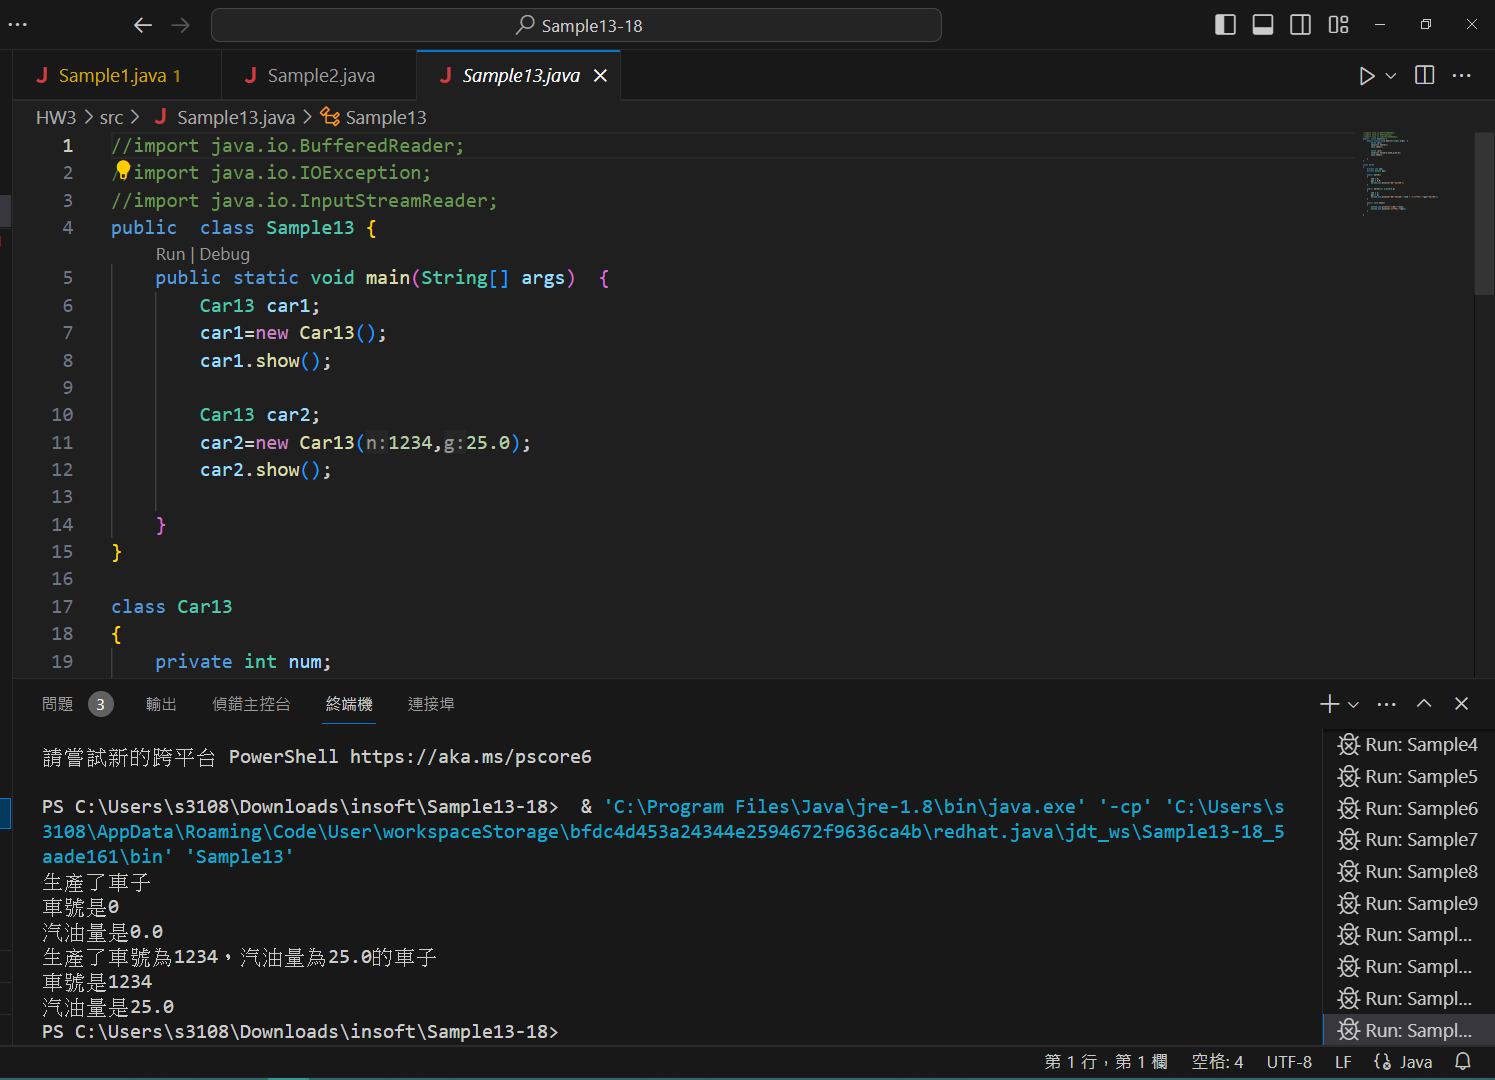 Sample13-18
Sample1.java 1
Sample2.java
Sample13.java
HW3 > src > Sample13.java > Sample13
1 //import java.io.BufferedReader;
2 //import java.io.IOException;
3 //import java.io.InputStreamReader;
4 public  class Sample13 {
Run | Debug
5 public static void main(String[] args)  {
6 Car13 car1;
7 car1=new Car13();
8 car1.show();
9
10 Car13 car2;
11 car2=new Car13(n:1234,g:25.0);
12 car2.show();
13
14 }
15 }
16
17 class Car13
18 {
19 private int num;
問題 3 輸出 偵錯主控台 終端機 連接埠
請嘗試新的跨平台 PowerShell https://aka.ms/pscore6
PS C:\Users\s3108\Downloads\insoft\Sample13-18>  & 'C:\Program Files\Java\jre-1.8\bin\java.exe' '-cp' 'C:\Users\s
3108\AppData\Roaming\Code\User\workspaceStorage\bfdc4d453a24344e2594672f9636ca4b\redhat.java\jdt_ws\Sample13-18_5
aade161\bin' 'Sample13'
生產了車子
車號是0
汽油量是0.0
生產了車號為1234，汽油量為25.0的車子
車號是1234
汽油量是25.0
PS C:\Users\s3108\Downloads\insoft\Sample13-18>
Run: Sample4
Run: Sample5
Run: Sample6
Run: Sample7
Run: Sample8
Run: Sample9
Run: Sampl...
Run: Sampl...
Run: Sampl...
Run: Sampl...
第 1 行，第 1 欄 空格: 4 UTF-8 LF Java